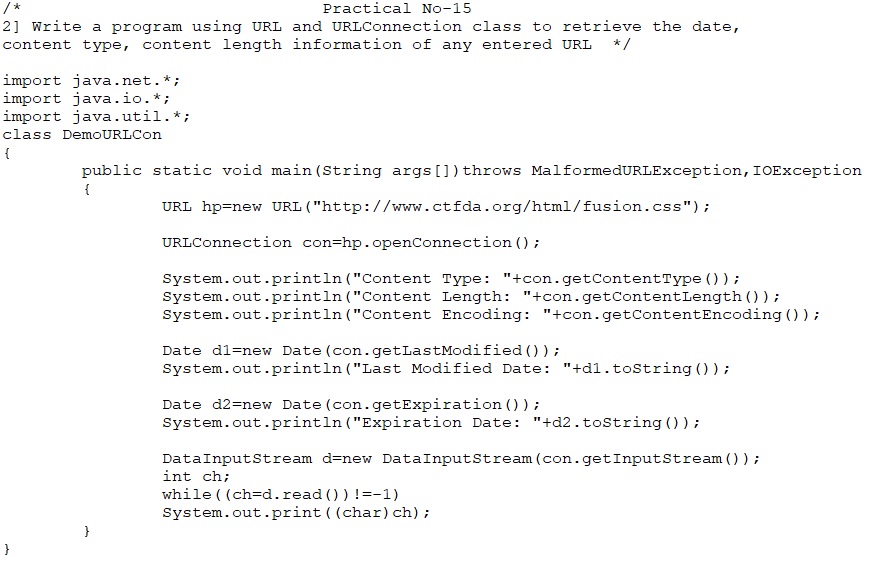 /*                              Practical No-15
2] Write a program using URL and URLConnection class to retrieve the date,
content type, content length information of any entered URL  */

import java.net.*;
import java.io.*;
import java.util.*;
class DemoURLCon
{
        public static void main(String args[])throws MalformedURLException,IOException
        {
                URL hp=new URL("http://www.ctfda.org/html/fusion.css");

                URLConnection con=hp.openConnection();

                System.out.println("Content Type: "+con.getContentType());
                System.out.println("Content Length: "+con.getContentLength());
                System.out.println("Content Encoding: "+con.getContentEncoding());

                Date d1=new Date(con.getLastModified());
                System.out.println("Last Modified Date: "+d1.toString());

                Date d2=new Date(con.getExpiration());
                System.out.println("Expiration Date: "+d2.toString());

                DataInputStream d=new DataInputStream(con.getInputStream());
                int ch;
                while((ch=d.read())!=-1)
                System.out.print((char)ch);
        }
}